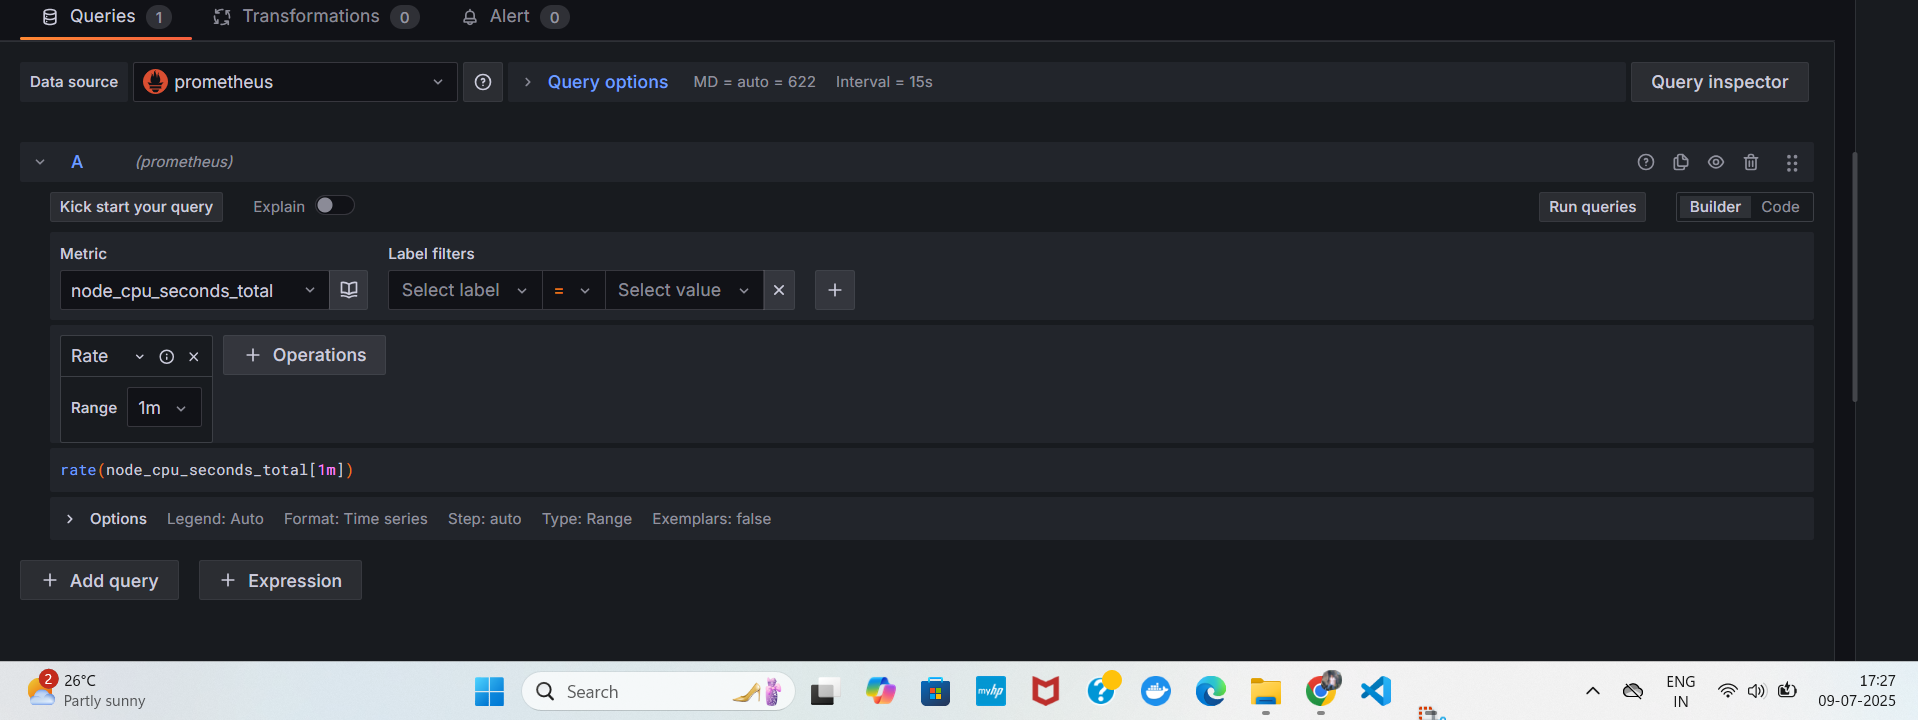 Queries 1 Transformations 0 Alert 0
Data source prometheus Query options MD = auto = 622 Interval = 15s Query inspector
A (prometheus)
Kick start your query Explain Run queries Builder Code
Metric Label filters
node_cpu_seconds_total Select label = Select value
Rate Operations
Range 1m
rate(node_cpu_seconds_total[1m])
Options Legend: Auto Format: Time series Step: auto Type: Range Exemplars: false
+ Add query + Expression
2 26°C Partly sunny
Search
myhp
ENG IN
17:27
09-07-2025